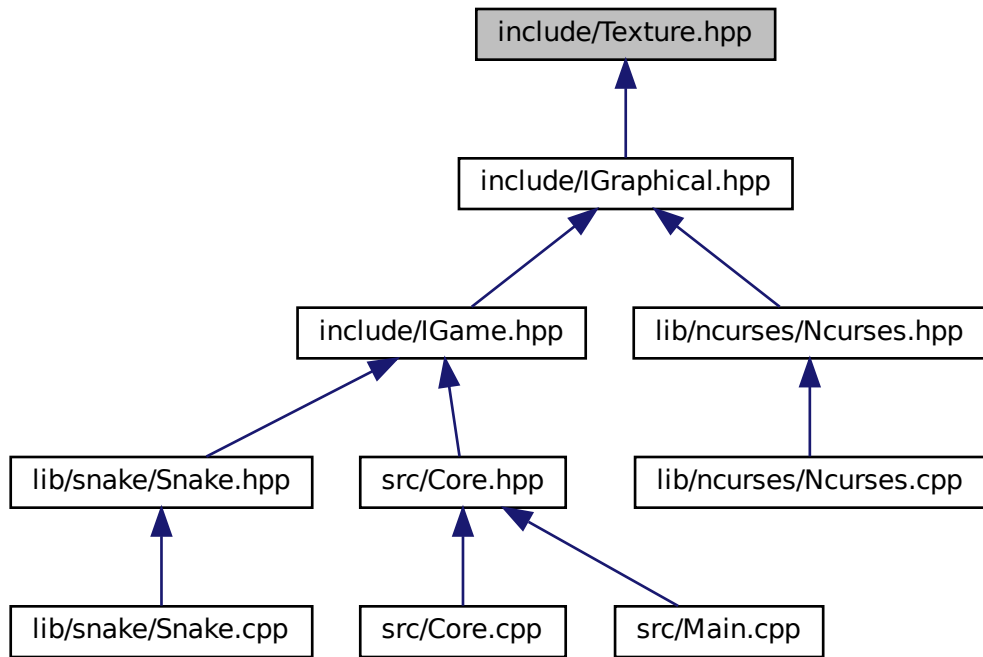 include/Texture.hpp
include/IGraphical.hpp
include/IGame.hpp
lib/ncurses/Ncurses.hpp
lib/snake/Snake.hpp
src/Core.hpp
lib/ncurses/Ncurses.cpp
lib/snake/Snake.cpp
src/Core.cpp
src/Main.cpp